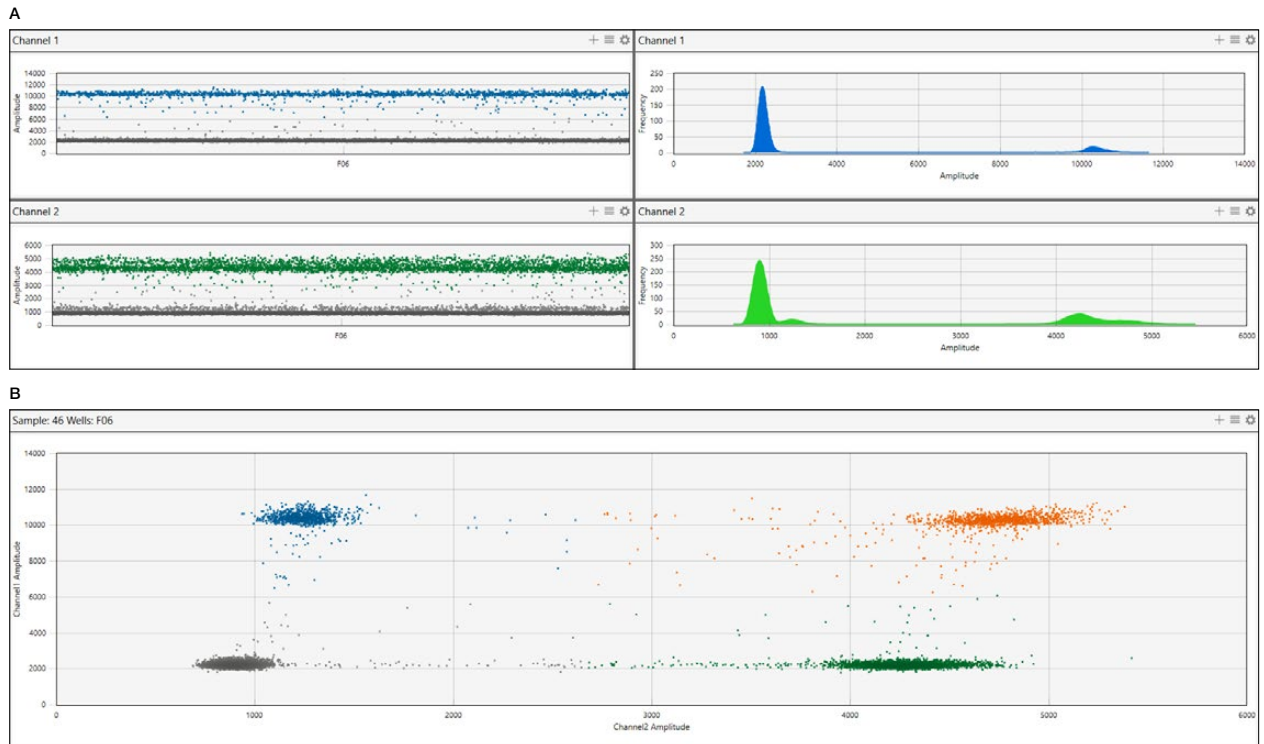 A
Channel 1
Channel 1
14000
12000
10000
8000
6000
4000
2000
0
Amplitude
F06
250
200
150
100
50
0
Frequency
0 2000 4000 6000 8000 10000 12000 14000
Amplitude
Channel 2
Channel 2
6000
5000
4000
3000
2000
1000
0
Amplitude
F06
300
250
200
150
100
50
0
Frequency
0 1000 2000 3000 4000 5000 6000
Amplitude
B
Sample: 46 Wells: F06
14000
12000
10000
8000
6000
4000
2000
0
Channel1 Amplitude
0 1000 2000 3000 4000 5000 6000
Channel2 Amplitude